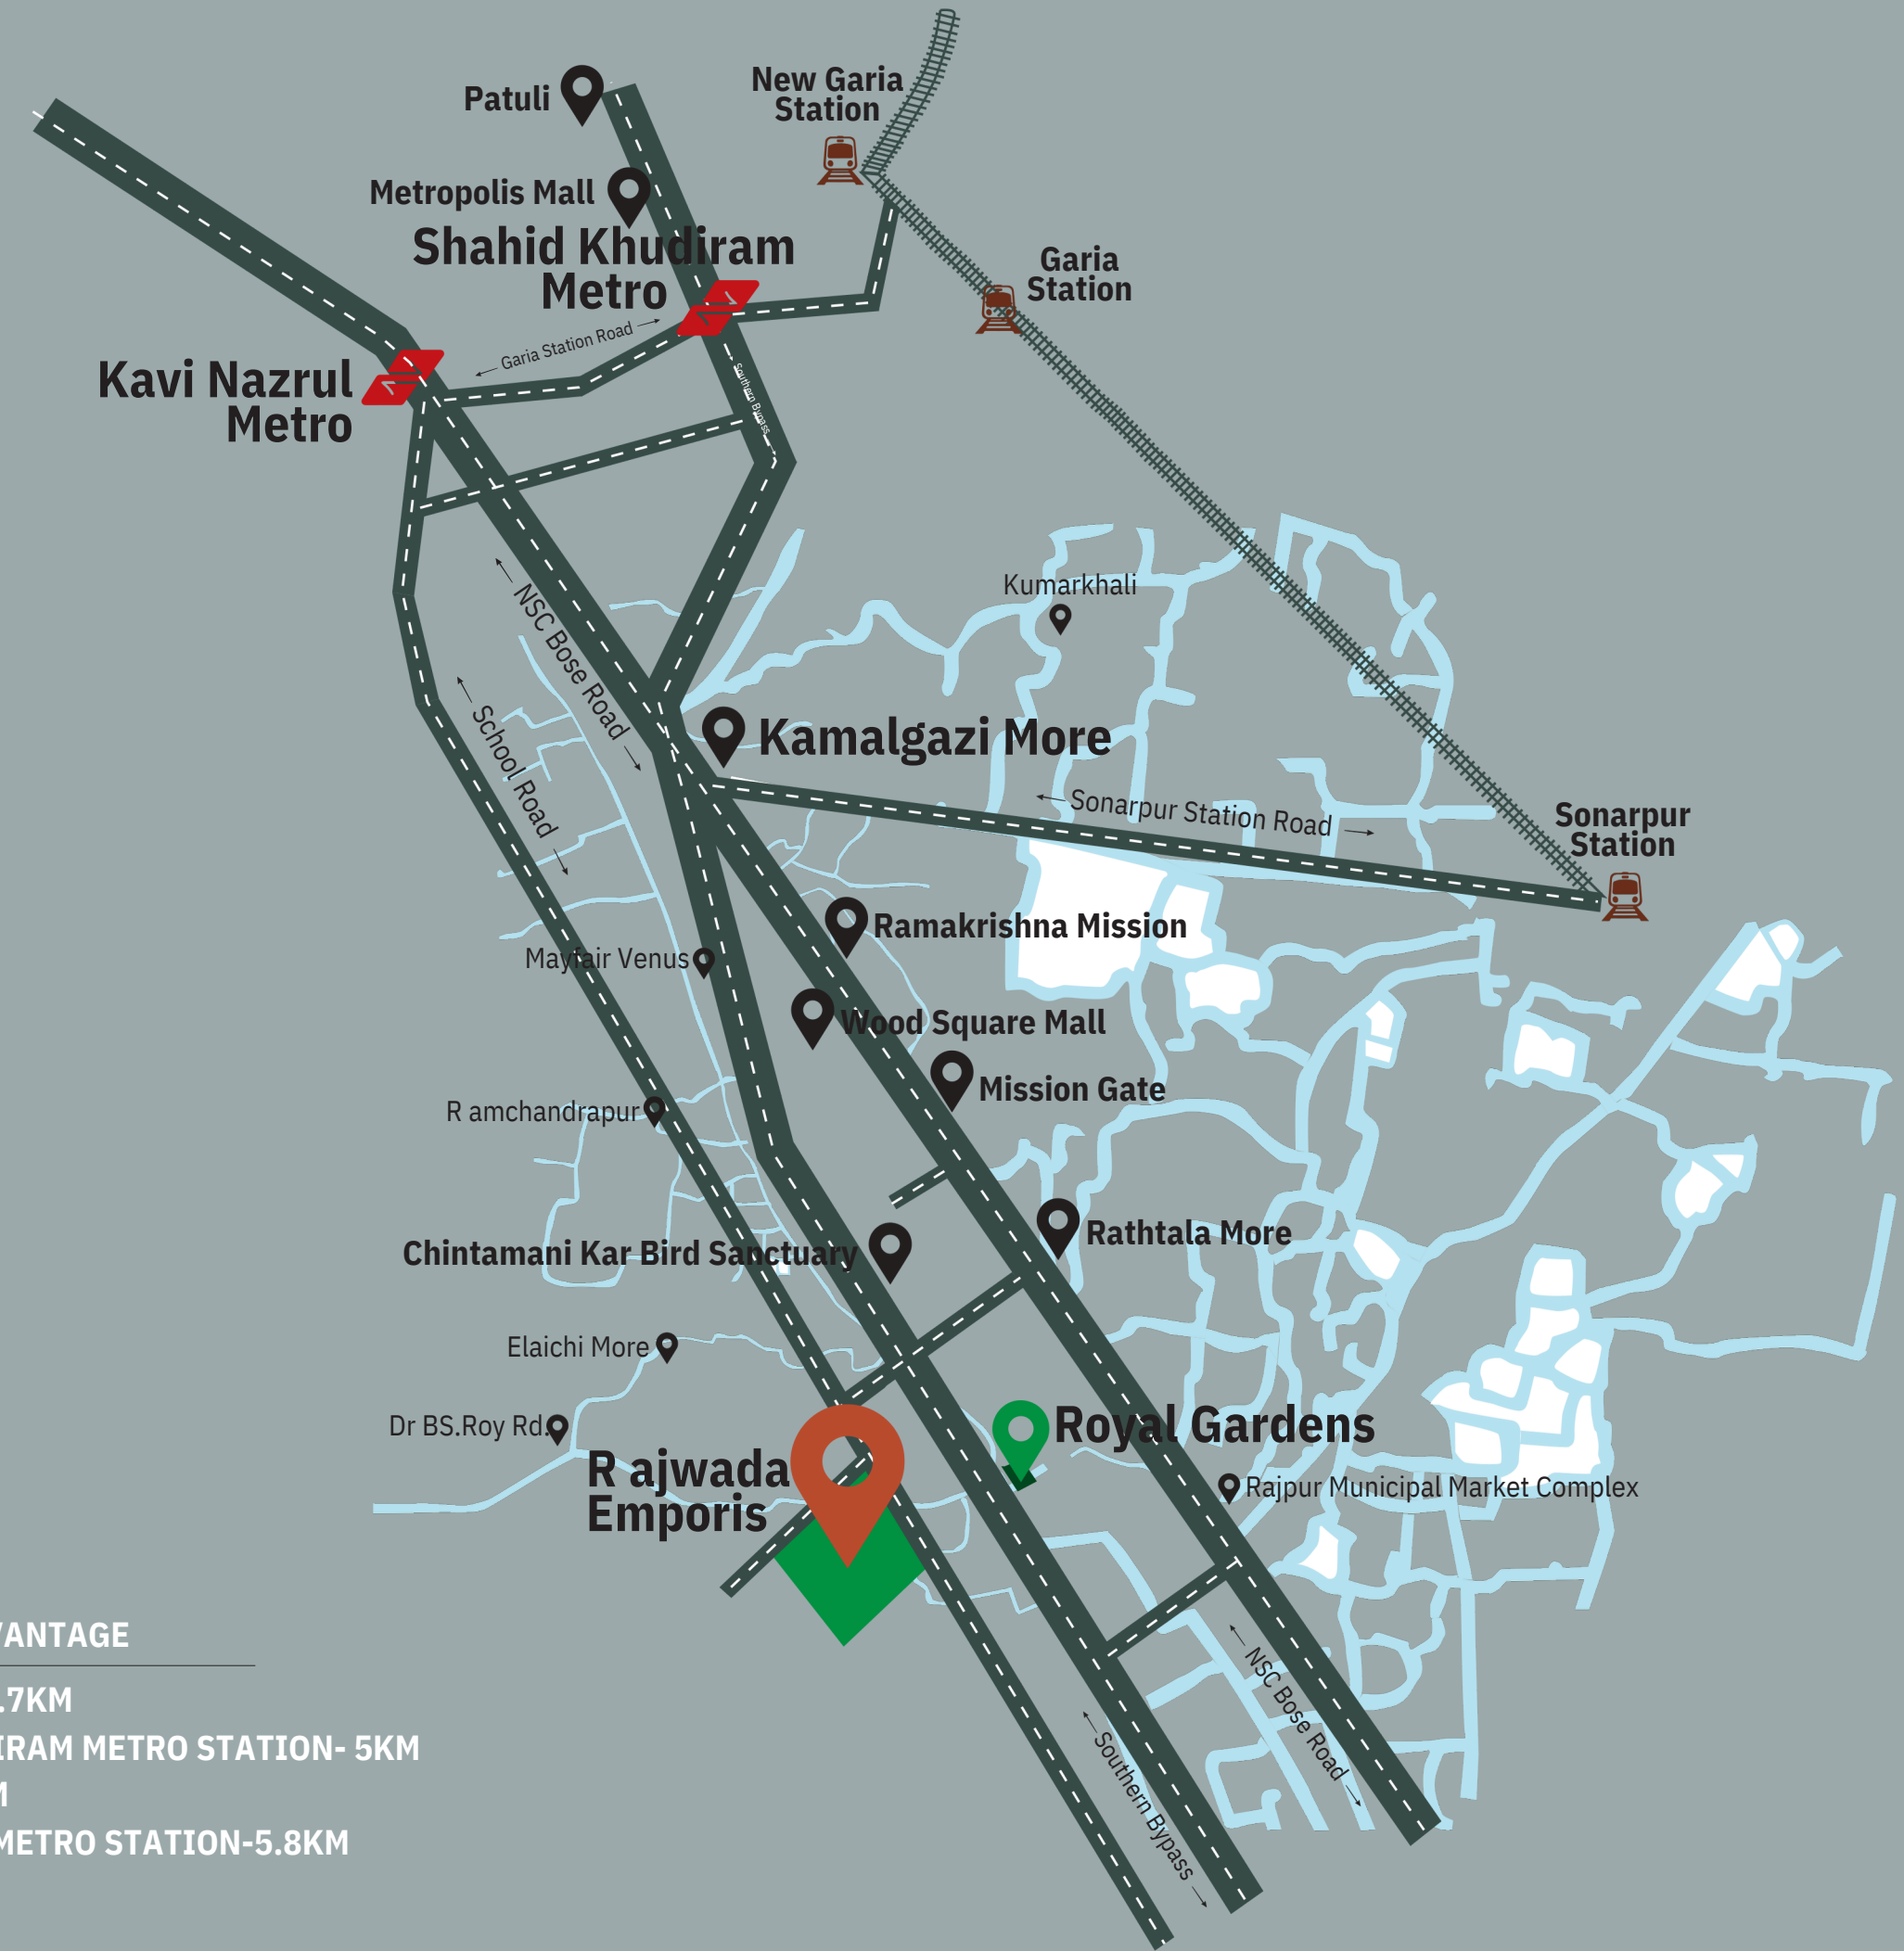 Patuli
New Garia
Station
Metropolis Mall
Shahid Khudiram
Metro
Garia
Station
Garia Station Road
Kavi Nazrul
Metro
Southern Bypass
Kumarkhali
NSC Bose Road
School Road
Kamalgazi More
Sonarpur Station Road
Sonarpur
Station
Ramakrishna Mission
Mayfair Venus
Wood Square Mall
Mission Gate
R amchandrapur
Rathtala More
Chintamani Kar Bird Sanctuary
Elaichi More
Dr BS.Roy Rd.
Royal Gardens
R ajwada
Emporis
Rajpur Municipal Market Complex
VANTAGE
.7KM
IRAM METRO STATION- 5KM
M
METRO STATION-5.8KM
NSC Bose Road
Southern Bypass